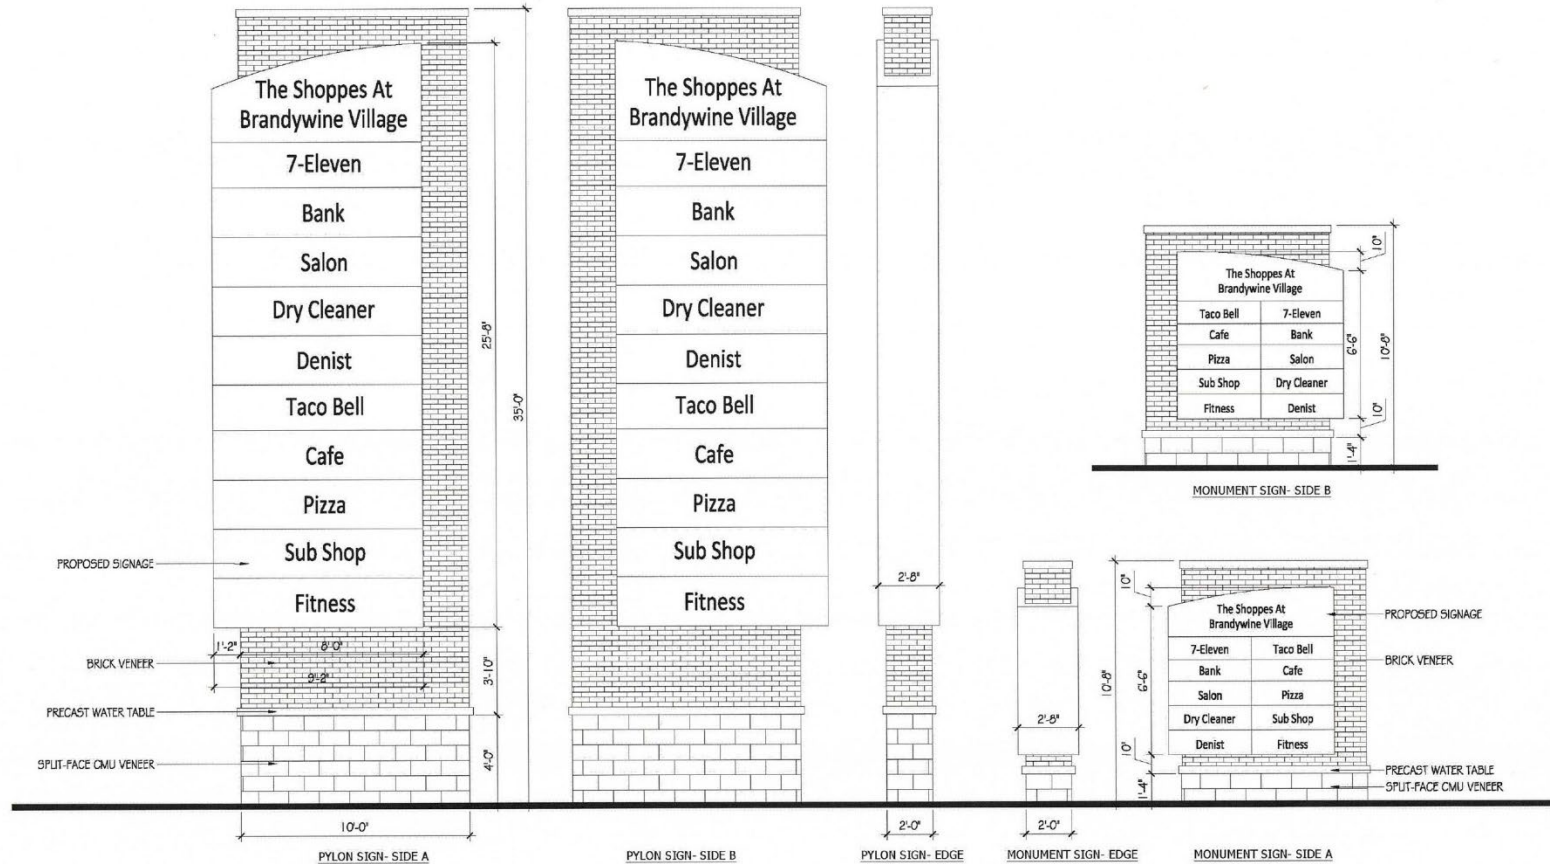 The Shoppes At
Brandywine Village
7-Eleven
Bank
Salon
Dry Cleaner
Denist
Taco Bell
Cafe
Pizza
Sub Shop
Fitness
PROPOSED SIGNAGE
BRICK VENEER
PRECAST WATER TABLE
SPLIT-FACE CMU VENEER
1'-2"
8'-0"
9'-2"
25'-8"
35'-0"
3'-10"
4'-0"
10'-0"
PYLON SIGN- SIDE A
The Shoppes At
Brandywine Village
7-Eleven
Bank
Salon
Dry Cleaner
Denist
Taco Bell
Cafe
Pizza
Sub Shop
Fitness
PYLON SIGN- SIDE B
2'-8"
2'-0"
PYLON SIGN- EDGE
The Shoppes At
Brandywine Village
Taco Bell 7-Eleven
Cafe Bank
Pizza Salon
Sub Shop Dry Cleaner
Fitness Denist
10"
6'-6"
10'-8"
10"
1'-4"
MONUMENT SIGN- SIDE B
2'-8"
2'-0"
MONUMENT SIGN- EDGE
10'-8"
10"
6'-6"
10"
1'-4"
The Shoppes At
Brandywine Village
7-Eleven Taco Bell
Bank Cafe
Salon Pizza
Dry Cleaner Sub Shop
Denist Fitness
PROPOSED SIGNAGE
BRICK VENEER
PRECAST WATER TABLE
SPLIT-FACE CMU VENEER
MONUMENT SIGN- SIDE A